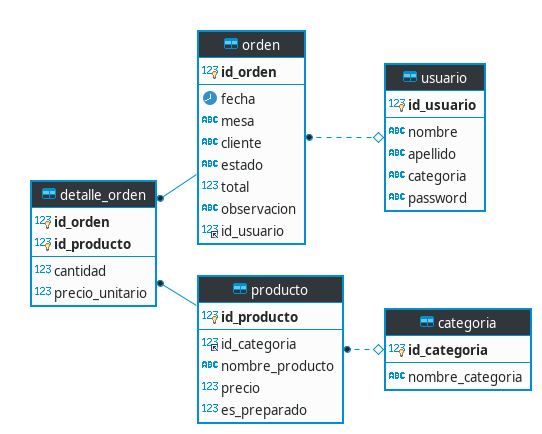 orden
123 id_orden
fecha
ABC mesa
ABC cliente
ABC estado
123 total
ABC observacion
123 id_usuario
usuario
123 id_usuario
ABC nombre
ABC apellido
ABC categoria
ABC password
detalle_orden
123 id_orden
123 id_producto
123 cantidad
123 precio_unitario
producto
123 id_producto
123 id_categoria
ABC nombre_producto
123 precio
123 es_preparado
categoria
123 id_categoria
ABC nombre_categoria